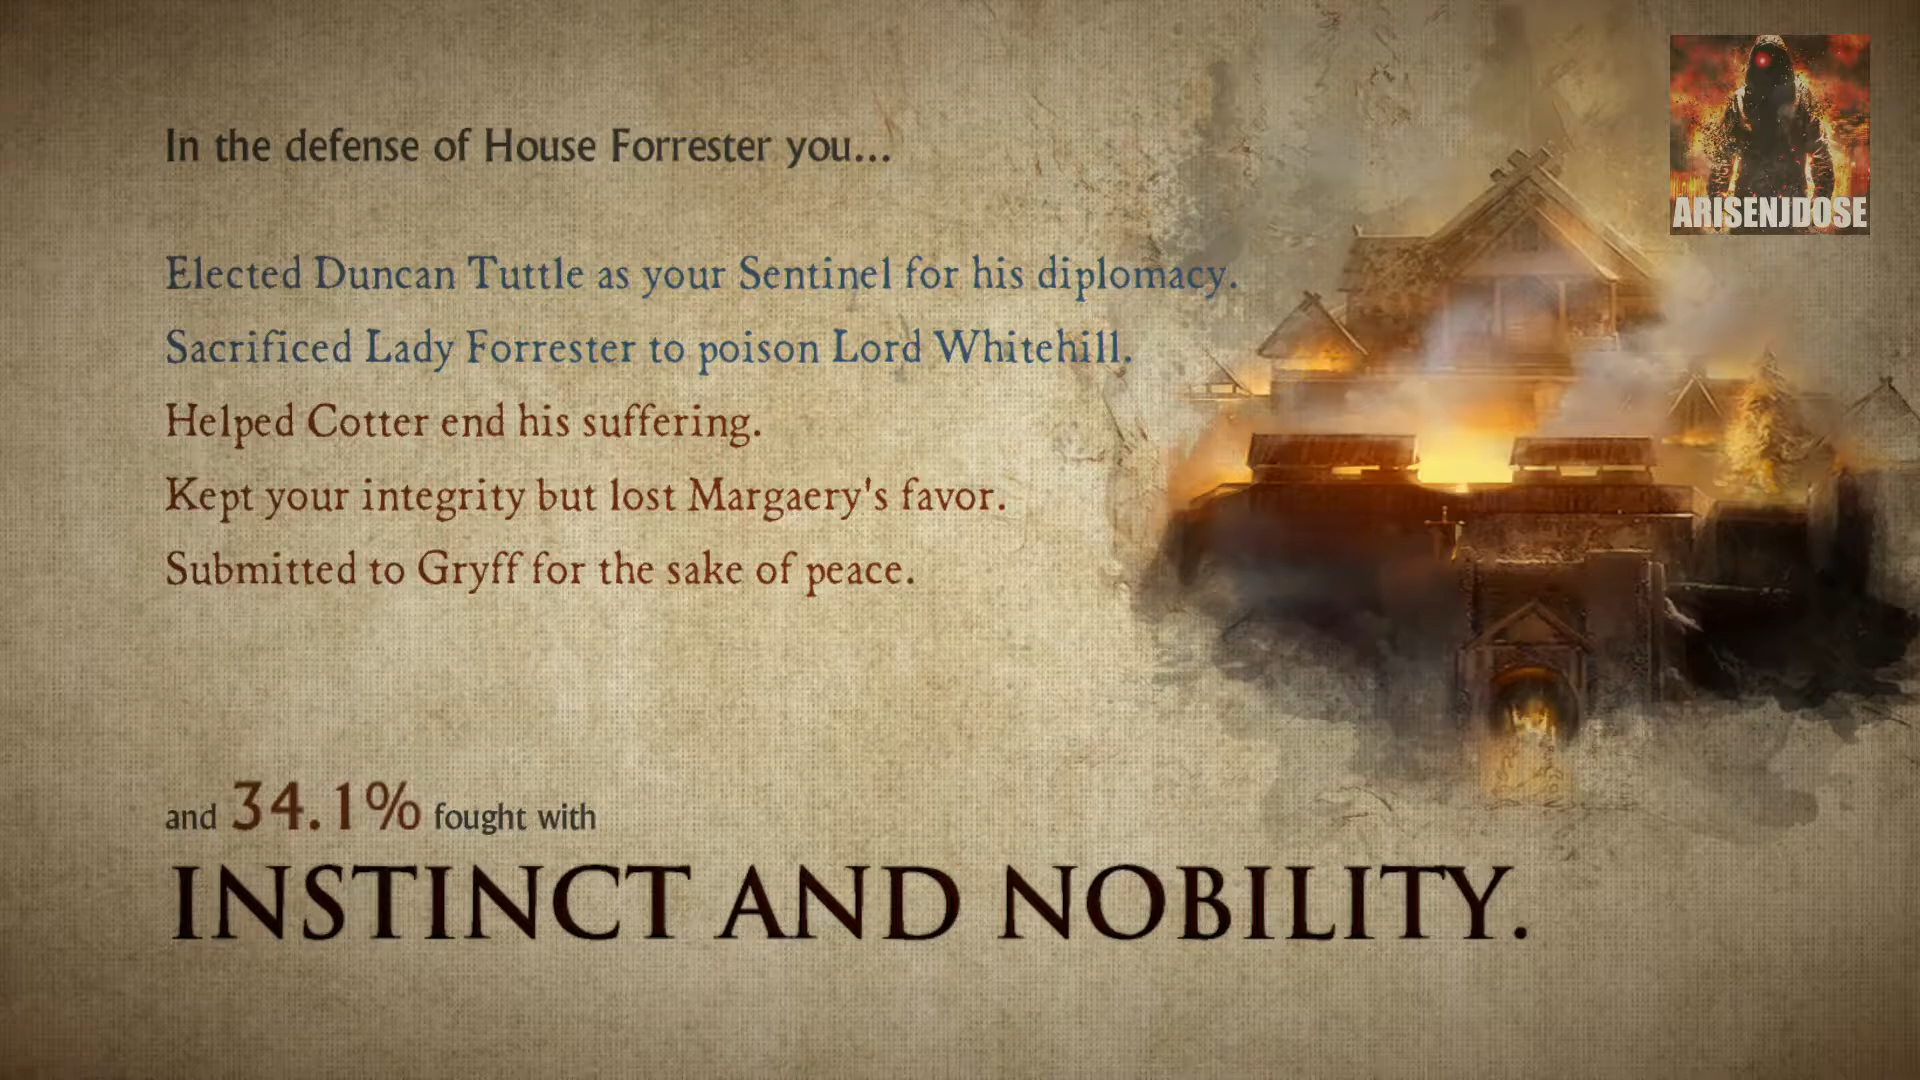 ARISENJDOSE
In the defense of House Forrester you...
Elected Duncan Tuttle as your Sentinel for his diplomacy.
Sacrificed Lady Forrester to poison Lord Whitehill.
Helped Cotter end his suffering.
Kept your integrity but lost Margaery's favor.
Submitted to Gryff for the sake of peace.
and 34.1% fought with
INSTINCT AND NOBILITY.